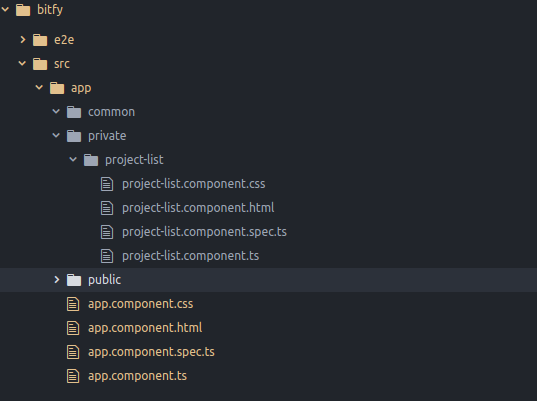 bitfy
e2e
src
app
common
private
project-list
project-list.component.css
project-list.component.html
project-list.component.spec.ts
project-list.component.ts
public
app.component.css
app.component.html
app.component.spec.ts
app.component.ts